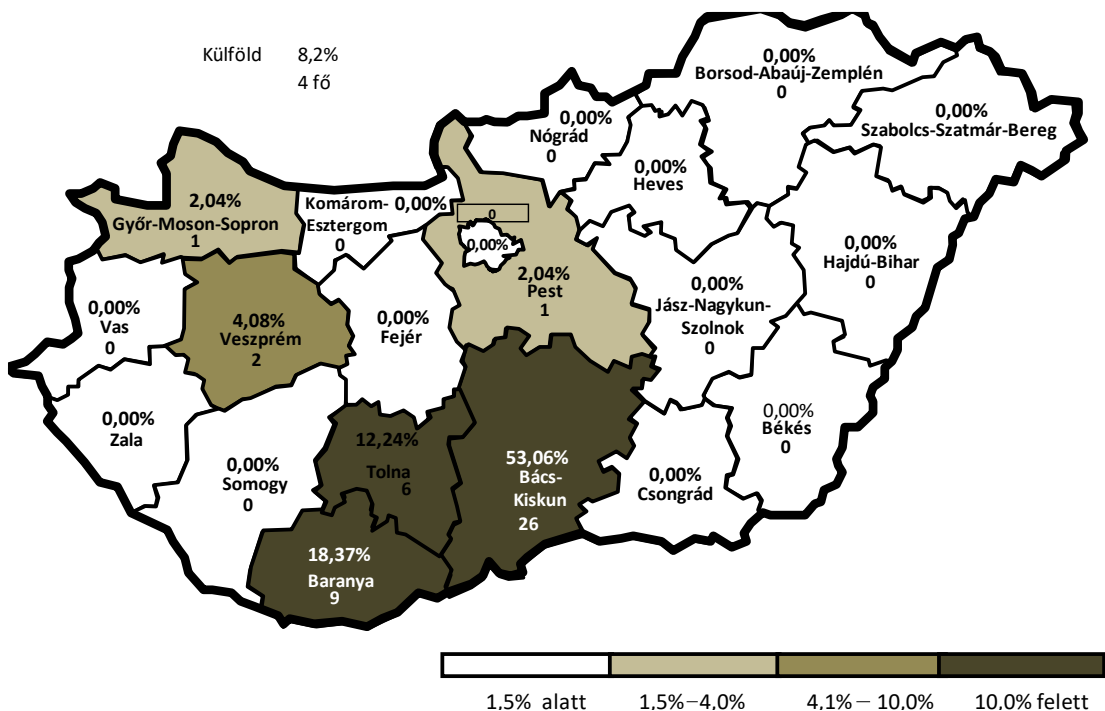 Külföld 8,2%
4 fő
0,00%
Borsod-Abaúj-Zemplén
0
0,00%
Szabolcs-Szatmár-Bereg
0
0,00%
Nógrád
0
0,00%
Heves
2,04%
Győr-Moson-Sopron
1
Komárom- 0,00%
Esztergom
0
0
0,00%
2,04%
Pest
1
0,00%
Hajdú-Bihar
0
0,00%
Jász-Nagykun-
Szolnok
0
0,00%
Vas
0
4,08%
Veszprém
2
0,00%
Fejér
0,00%
Zala
0,00%
Somogy
0
12,24%
Tolna
6
53,06%
Bács-
Kiskun
26
0,00%
Csongrád
0,00%
Békés
0
18,37%
Baranya
9
1,5% alatt 1,5%–4,0% 4,1% – 10,0% 10,0% felett